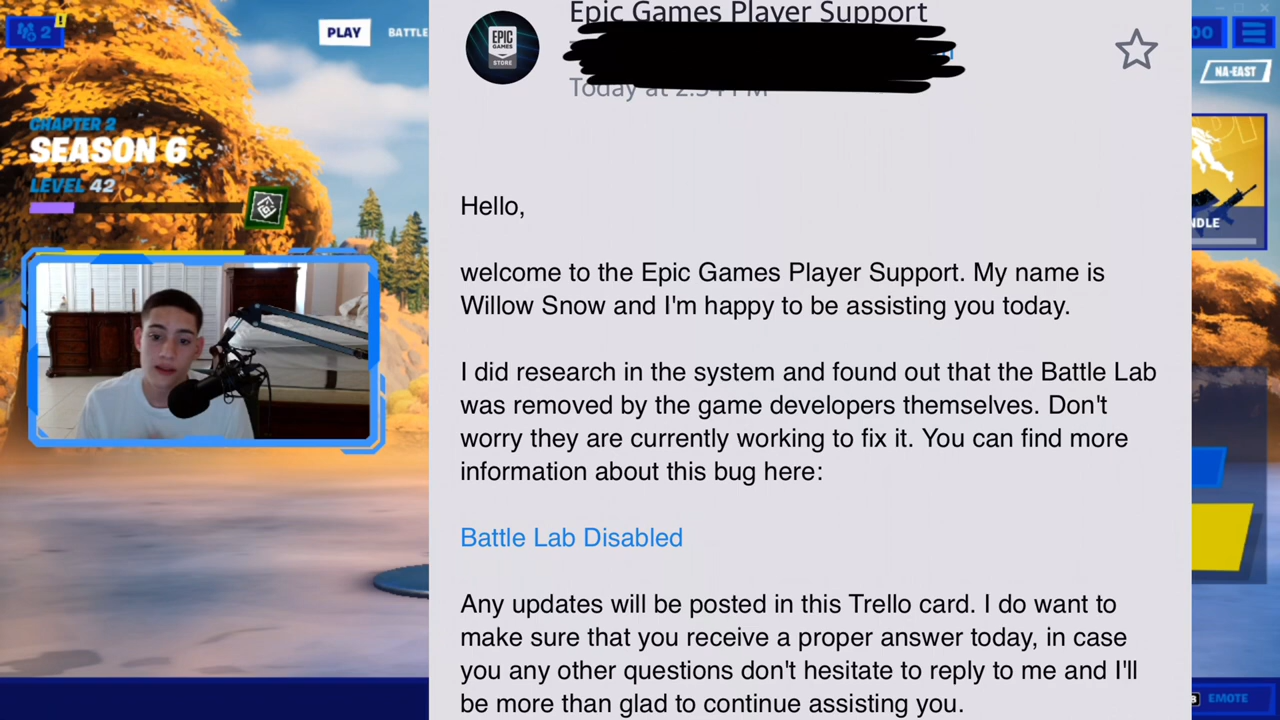 2
!
PLAY
BATTLE
CHAPTER 2
SEASON 6
LEVEL 42
EPIC
GAMES
STORE
Epic Games Player Support
Hello,
welcome to the Epic Games Player Support. My name is
Willow Snow and I'm happy to be assisting you today.
I did research in the system and found out that the Battle Lab
was removed by the game developers themselves. Don't
worry they are currently working to fix it. You can find more
information about this bug here:
Battle Lab Disabled
Any updates will be posted in this Trello card. I do want to
make sure that you receive a proper answer today, in case
you any other questions don't hesitate to reply to me and I'll
be more than glad to continue assisting you.
00
NA-EAST
NDLE
EMOTE